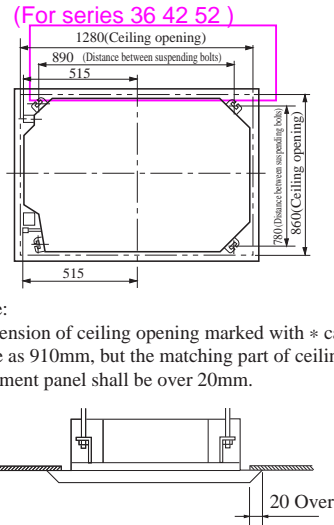 (For series 36 42 52 )
1280(Ceiling opening)
890 (Distance between suspending bolts)
515
780(Distance between suspending bolts)
860(Ceiling opening)
515
e:
ension of ceiling opening marked with * ca
e as 910mm, but the matching part of ceilin
ment panel shall be over 20mm.
20 Over